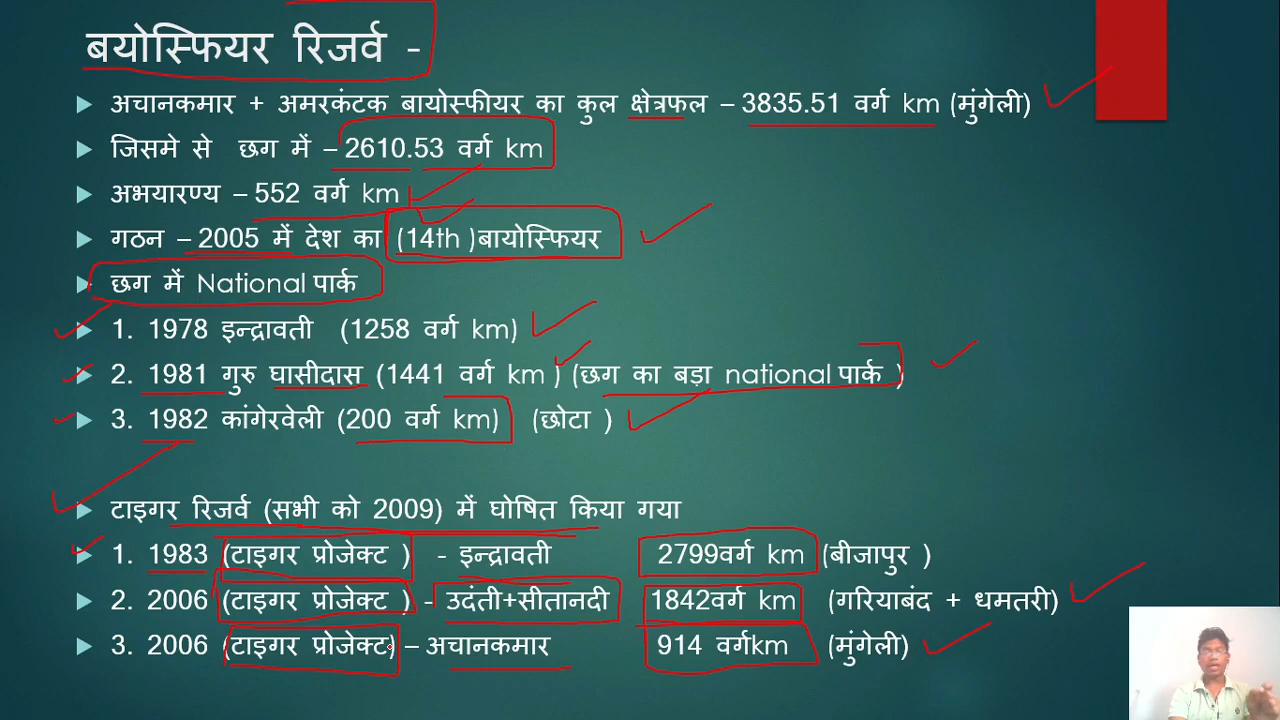 बयोस्फियर रिजर्व -
अचानकमार + अमरकंटक बायोस्फीयर का कुल क्षेत्रफल – 3835.51 वर्ग km (मुंगेली)
जिसमे से छग में – 2610.53 वर्ग km
अभयारण्य – 552 वर्ग km
गठन – 2005 में देश का (14th )बायोस्फियर
छग में National पार्क
1. 1978 इन्द्रावती (1258 वर्ग km)
2. 1981 गुरु घासीदास (1441 वर्ग km ) (छग का बड़ा national पार्क )
3. 1982 कांगेरवेली (200 वर्ग km) (छोटा )
टाइगर रिजर्व (सभी को 2009) में घोषित किया गया
1. 1983 (टाइगर प्रोजेक्ट ) - इन्द्रावती 2799वर्ग km (बीजापुर )
2. 2006 (टाइगर प्रोजेक्ट ) - उदंती+सीतानदी 1842वर्ग km (गरियाबंद + धमतरी)
3. 2006 (टाइगर प्रोजेक्ट) – अचानकमार 914 वर्गkm (मुंगेली)